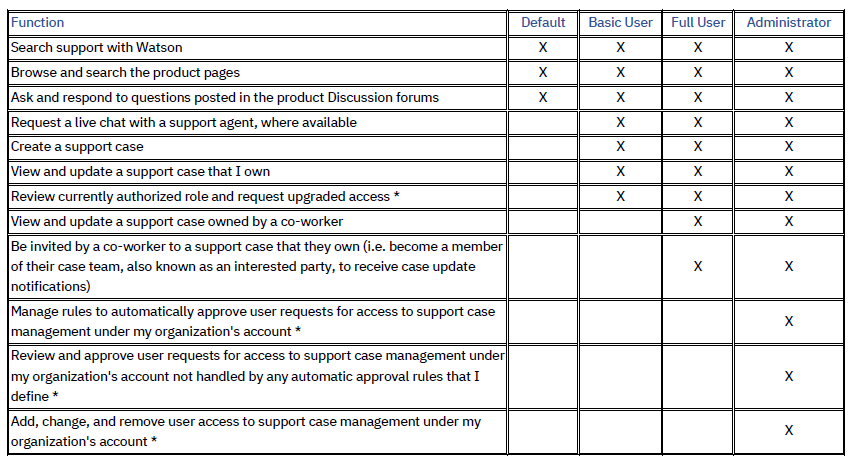 Function Default Basic User Full User Administrator
Search support with Watson X X X X
Browse and search the product pages X X X X
Ask and respond to questions posted in the product Discussion forums X X X X
Request a live chat with a support agent, where available X X X
Create a support case X X X
View and update a support case that I own X X X
Review currently authorized role and request upgraded access * X X X
View and update a support case owned by a co-worker X X
Be invited by a co-worker to a support case that they own (i.e. become a member
of their case team, also known as an interested party, to receive case update X X
notifications)
Manage rules to automatically approve user requests for access to support case
management under my organization's account * X
Review and approve user requests for access to support case management under
my organization's account not handled by any automatic approval rules that I X
define *
Add, change, and remove user access to support case management under my
organization's account * X